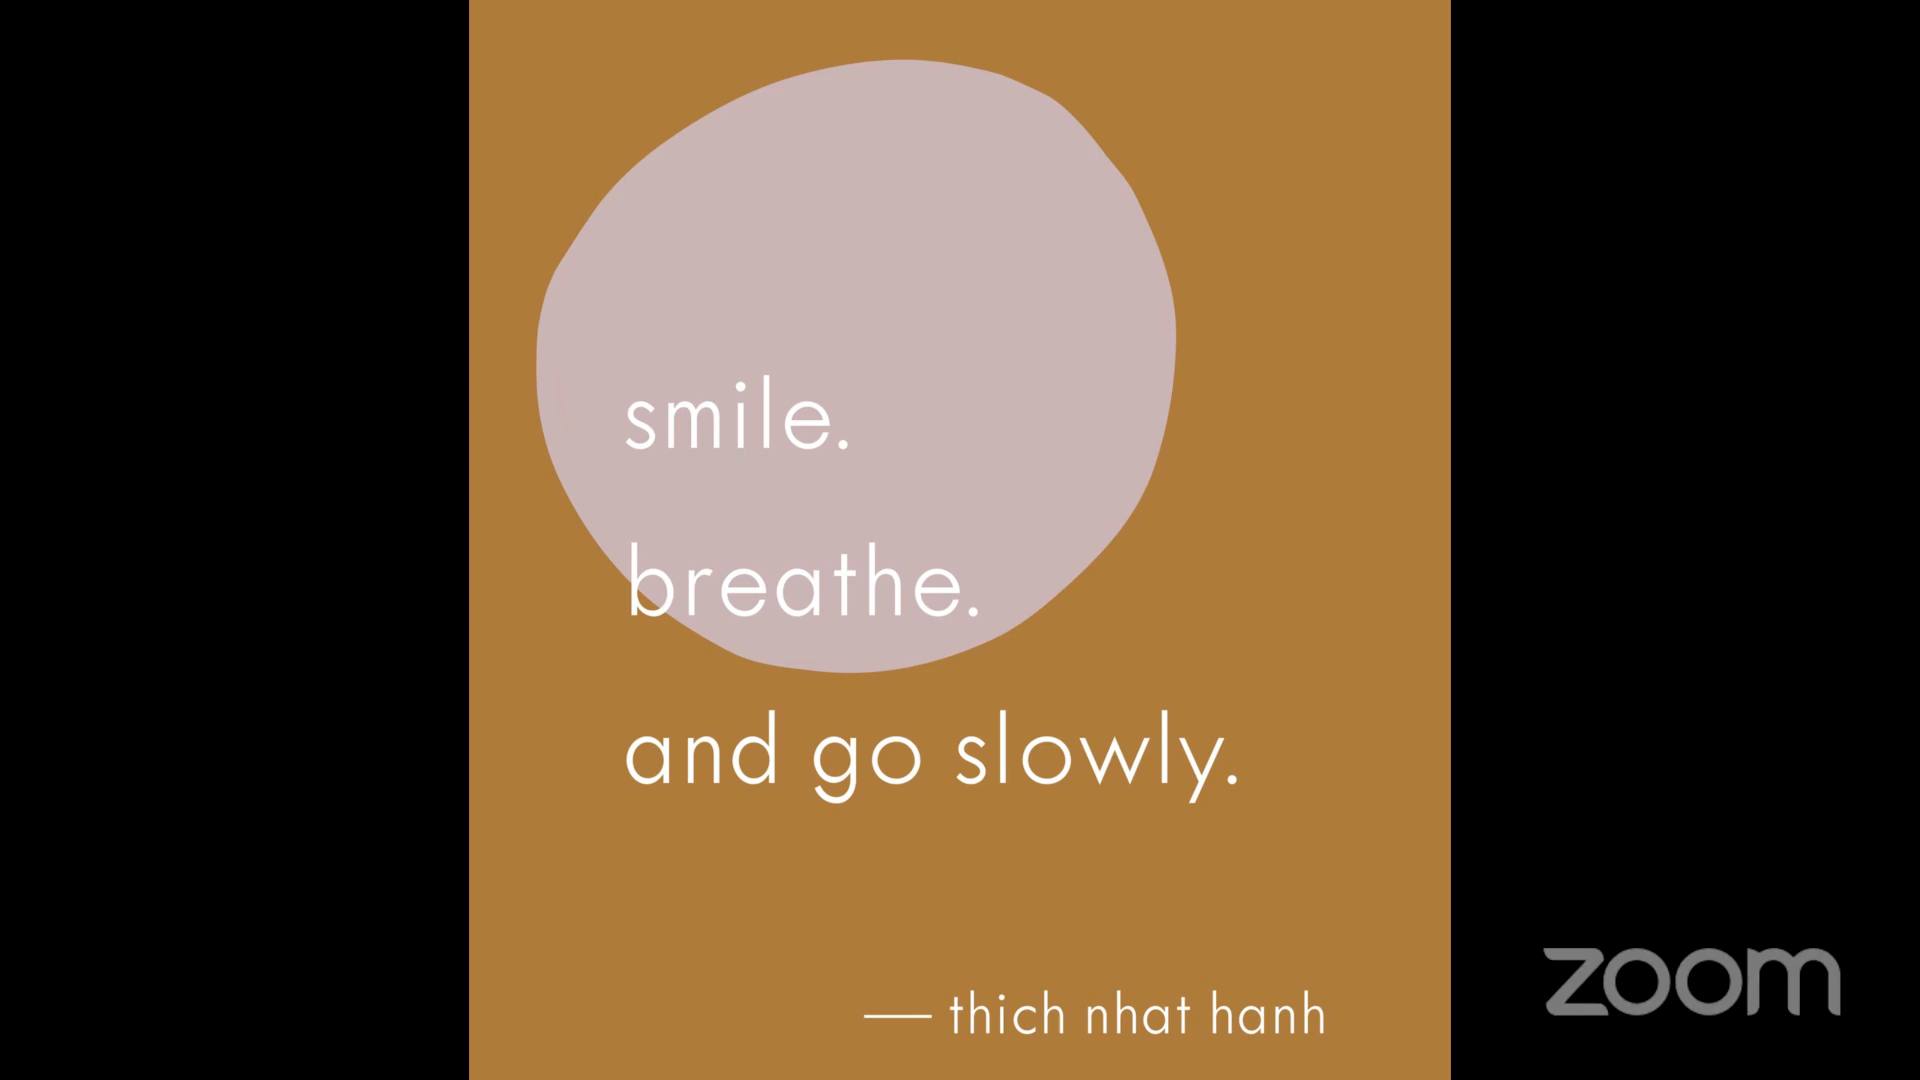 smile.
breathe.
and go slowly.
— thich nhat hanh
zoom